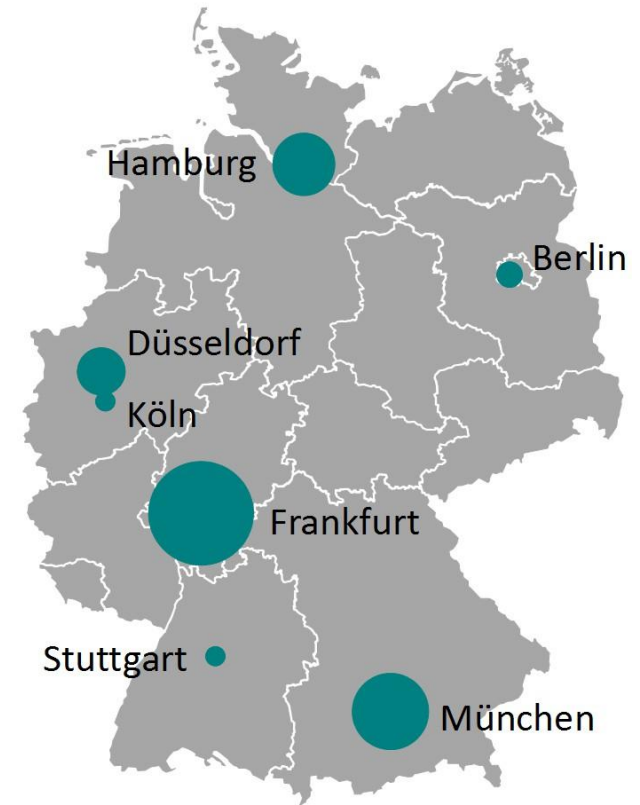 Hamburg
Berlin
Düsseldorf
Köln
Frankfurt
Stuttgart
München